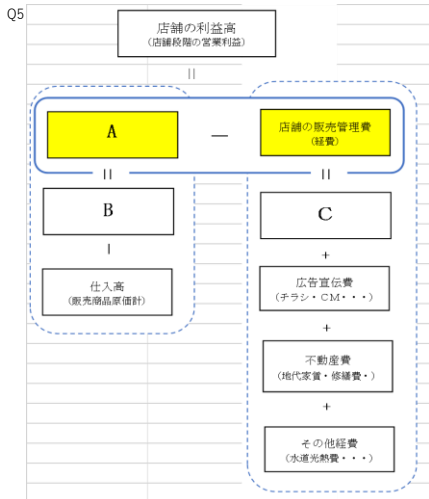 Q5
店舗の利益高
(店舗段階の営業利益)
＝
A
－
店舗の販売管理費
(経費)
＝
＝
B
C
－
＋
仕入高
(販売商品原価計)
広告宣伝費
(チラシ・CM・・・)
＋
不動産費
(地代家賃・修繕費・)
＋
その他経費
(水道光熱費・・・)